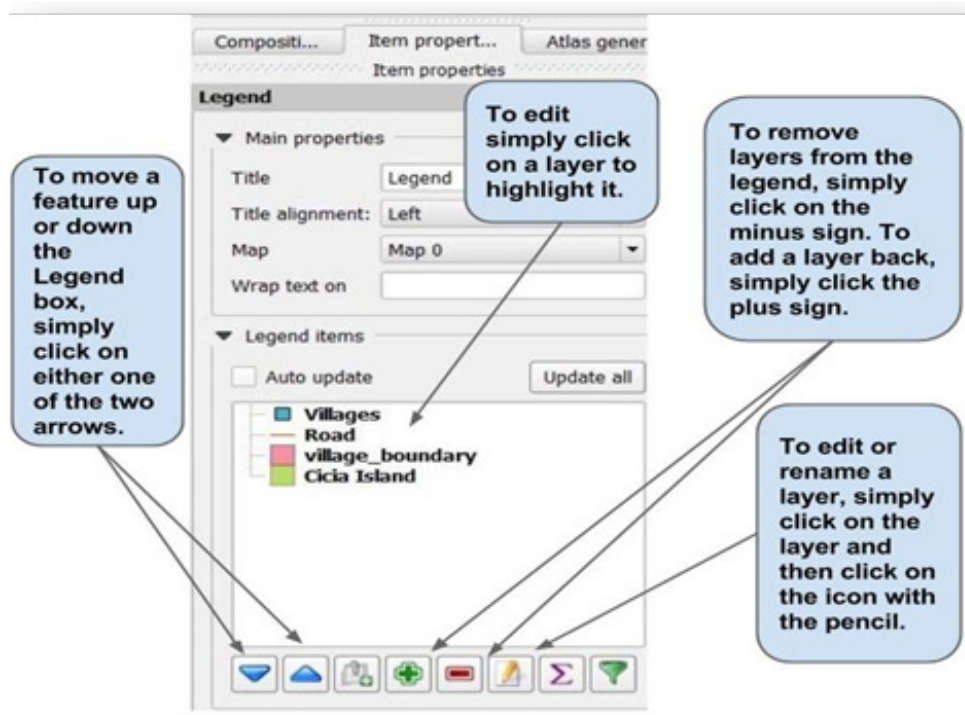 Compositi...
Item propert...
Atlas gener
Item properties
Legend
Main properties
Title
Legend
Title alignment:
Left
Map
Map 0
Wrap text on
Legend items
Auto update
Update all
Villages
Road
village_boundary
Cicia Island
To move a
feature up
or down
the
Legend
box,
simply
click on
either one
of the two
arrows.
To edit
simply click
on a layer to
highlight it.
To remove
layers from the
legend, simply
click on the
minus sign. To
add a layer back,
simply click the
plus sign.
To edit or
rename a
layer, simply
click on the
layer and
then click on
the icon with
the pencil.
Σ